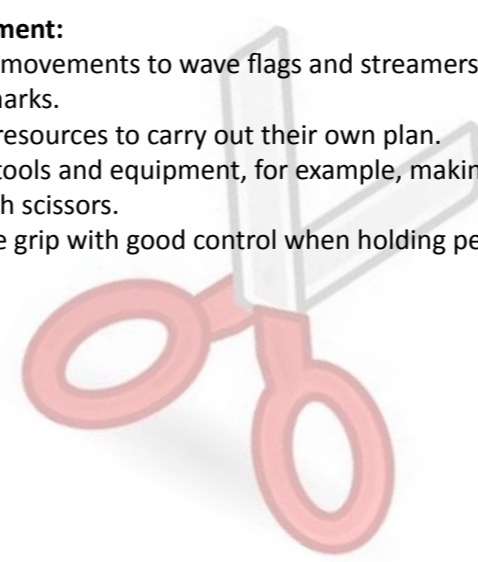 ment:
movements to wave flags and streamers
harks.
resources to carry out their own plan.
tools and equipment, for example, makin
h scissors.
e grip with good control when holding pe